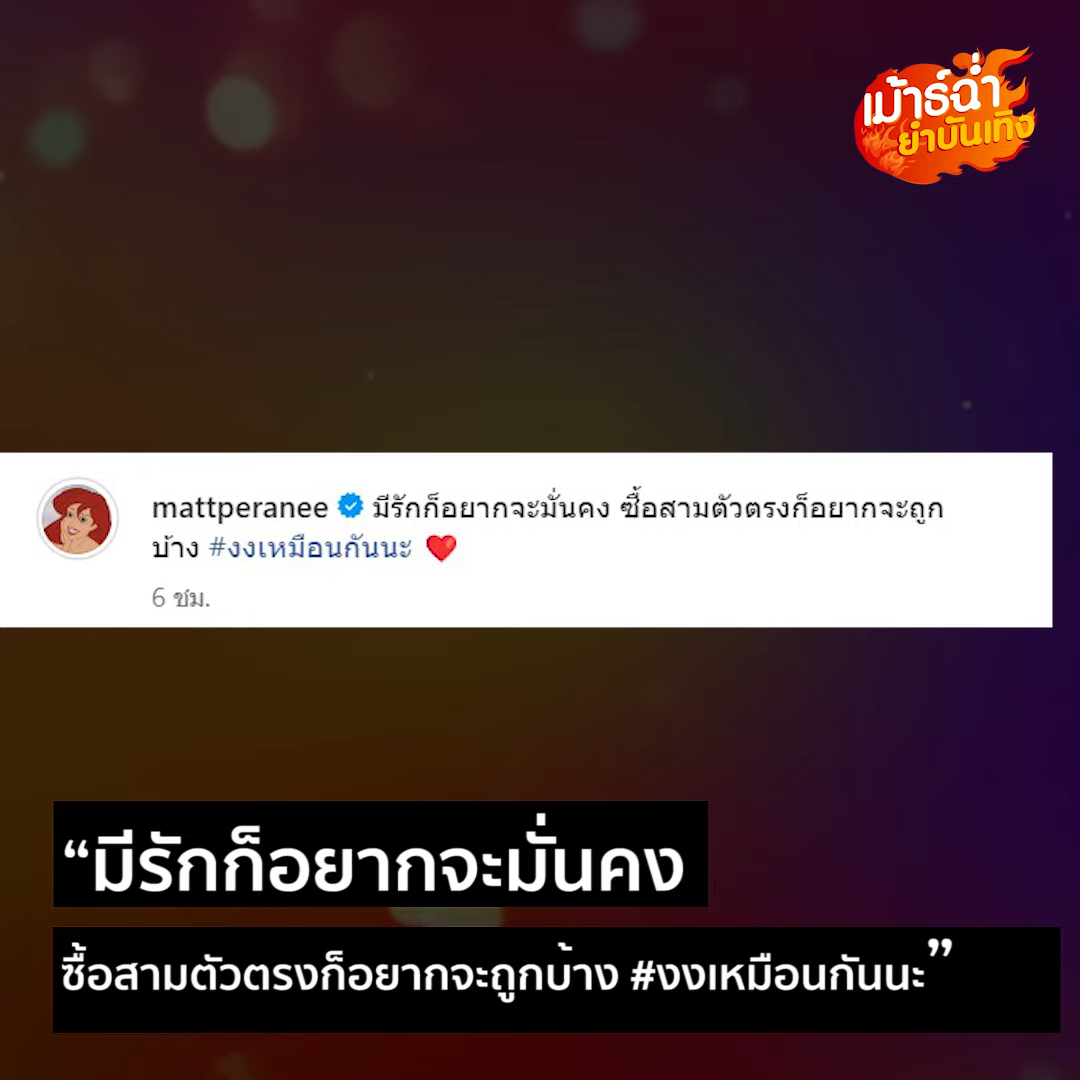 เม้าธ์ฉ่ำ
ยำบันเทิง
mattperanee มีรักก็อยากจะมั่นคง ซื้อสามตัวตรงก็อยากจะถูก
บ้าง #งงเหมือนกันนะ ❤️
6 ชม.
“มีรักก็อยากจะมั่นคง
ซื้อสามตัวตรงก็อยากจะถูกบ้าง #งงเหมือนกันนะ”